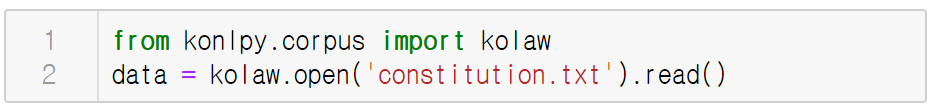 1 from konlpy.corpus import kolaw
2 data = kolaw.open('constitution.txt').read()